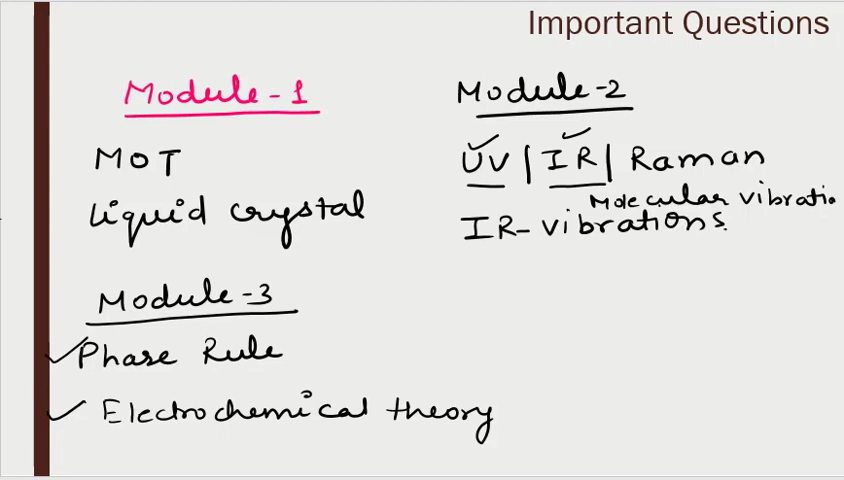 Important Questions
Module-1
MOT
Liquid crystal
Module-2
UV | IR | Raman
Molecular vibratio
IR-vibrations.
Module-3
Phase Rule
Electrochemical theory